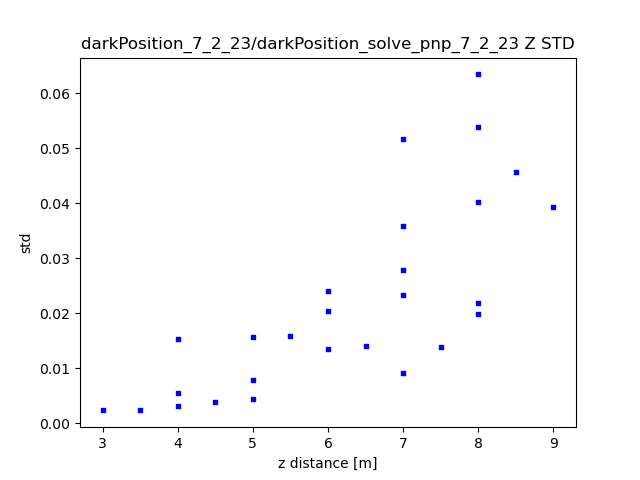 darkPosition_7_2_23/darkPosition_solve_pnp_7_2_23 Z STD
0.06
0.05
0.04
0.03
0.02
0.01
0.00
std
3 4 5 6 7 8 9
z distance [m]